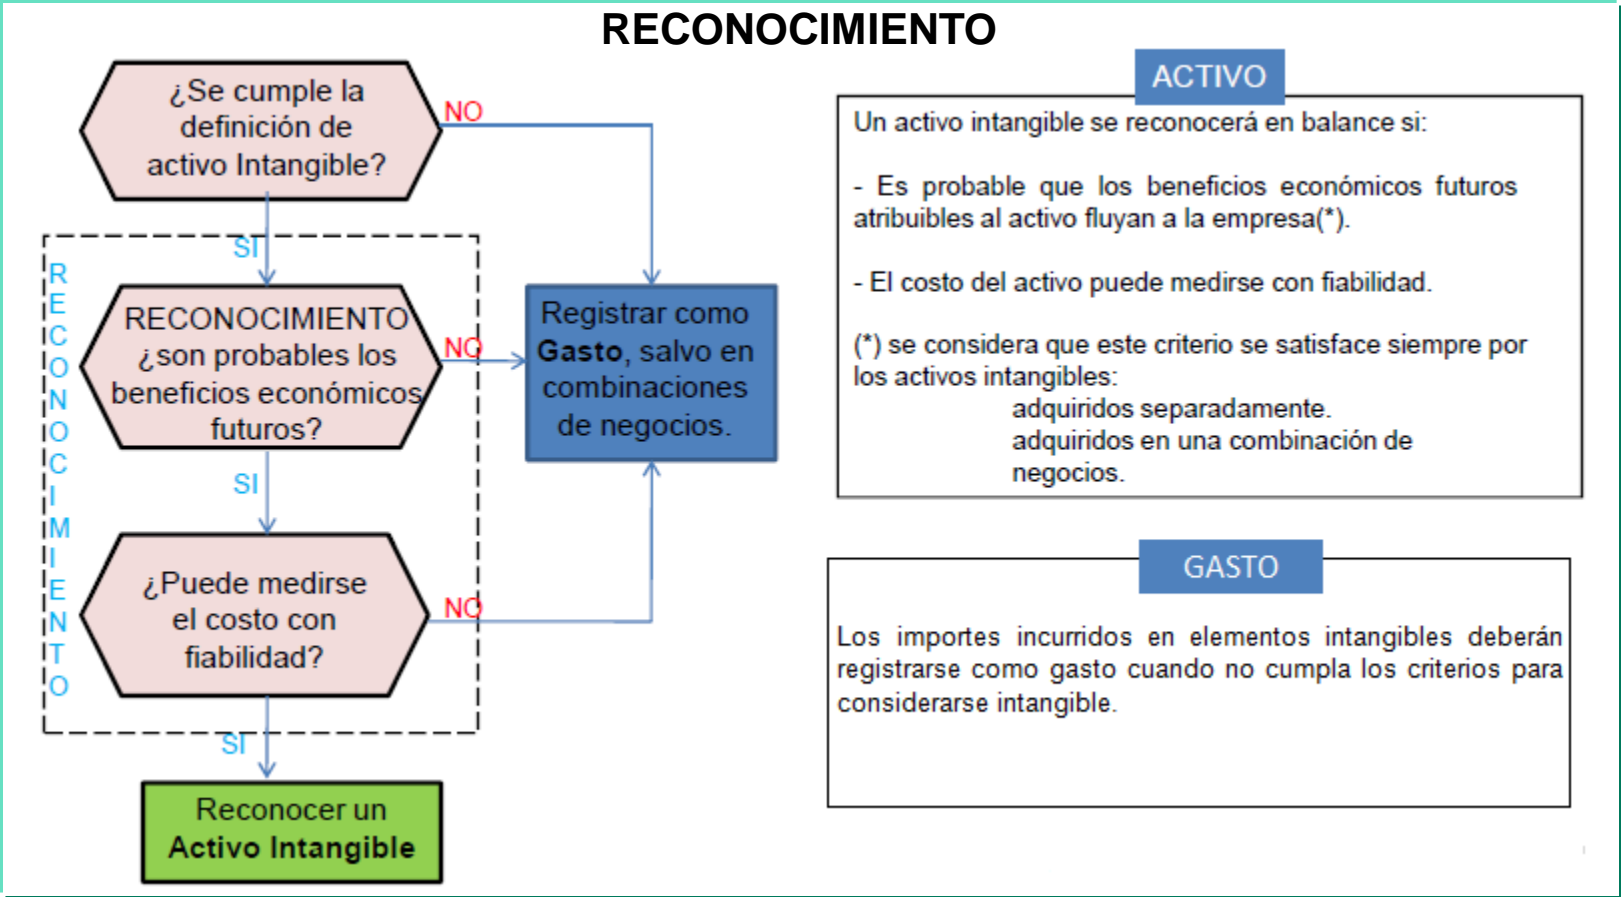 RECONOCIMIENTO
¿Se cumple la
definición de
activo Intangible?
NO
SI
RECONOCIMIENTO
RECONOCIMIENTO
¿son probables los
beneficios económicos
futuros?
NO
SI
¿Puede medirse
el costo con
fiabilidad?
NO
SI
Reconocer un
Activo Intangible
Registrar como
Gasto, salvo en
combinaciones
de negocios.
ACTIVO
Un activo intangible se reconocerá en balance si:
- Es probable que los beneficios económicos futuros
atribuibles al activo fluyan a la empresa(*).
- El costo del activo puede medirse con fiabilidad.
(*) se considera que este criterio se satisface siempre por
los activos intangibles:
adquiridos separadamente.
adquiridos en una combinación de
negocios.
GASTO
Los importes incurridos en elementos intangibles deberán
registrarse como gasto cuando no cumpla los criterios para
considerarse intangible.